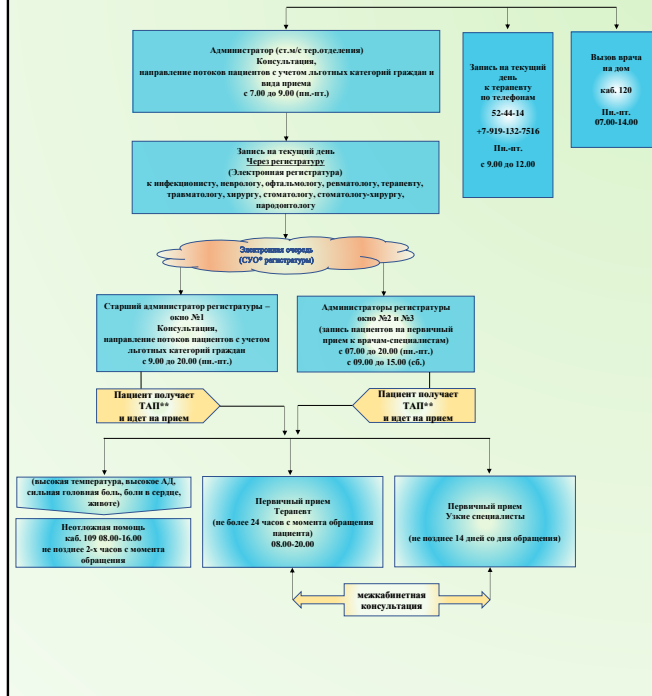 Администратор (ст.м/с тер.отделения)
Консультация,
направление потоков пациентов с учетом льготных категорий граждан и
вида приема
с 7.00 до 9.00 (пн.-пт.)
Запись на текущий
день
к терапевту
по телефонам
52-44-14
+7-919-132-7516
Пн.-пт.
с 9.00 до 12.00
Вызов врача
на дом
каб. 120
Пн.-пт.
07.00-14.00
Запись на текущий день
Через регистратуру
(Электронная регистратура)
к инфекционисту, неврологу, офтальмологу, ревматологу, терапевту,
травматологу, хирургу, стоматологу, стоматологу-хирургу,
пародонтологу
Электронная очередь
(СУО* регистратуры)
Старший администратор регистратуры –
окно №1
Консультация,
направление потоков пациентов с учетом
льготных категорий граждан
с 9.00 до 20.00 (пн.-пт.)
Администраторы регистратуры
окно №2 и №3
(запись пациентов на первичный
прием к врачам-специалистам)
с 07.00 до 20.00 (пн.-пт.)
с 09.00 до 15.00 (сб.)
Пациент получает
ТАП**
и идет на прием
Пациент получает
ТАП**
и идет на прием
(высокая температура, высокое АД,
сильная головная боль, боли в сердце,
животе)
Неотложная помощь
каб. 109 08.00-16.00
не позднее 2-х часов с момента
обращения
Первичный прием
Терапевт
(не более 24 часов с момента обращения
пациента)
08.00-20.00
Первичный прием
Узкие специалисты
(не позднее 14 дней со дня обращения)
межкабинетная
консультация